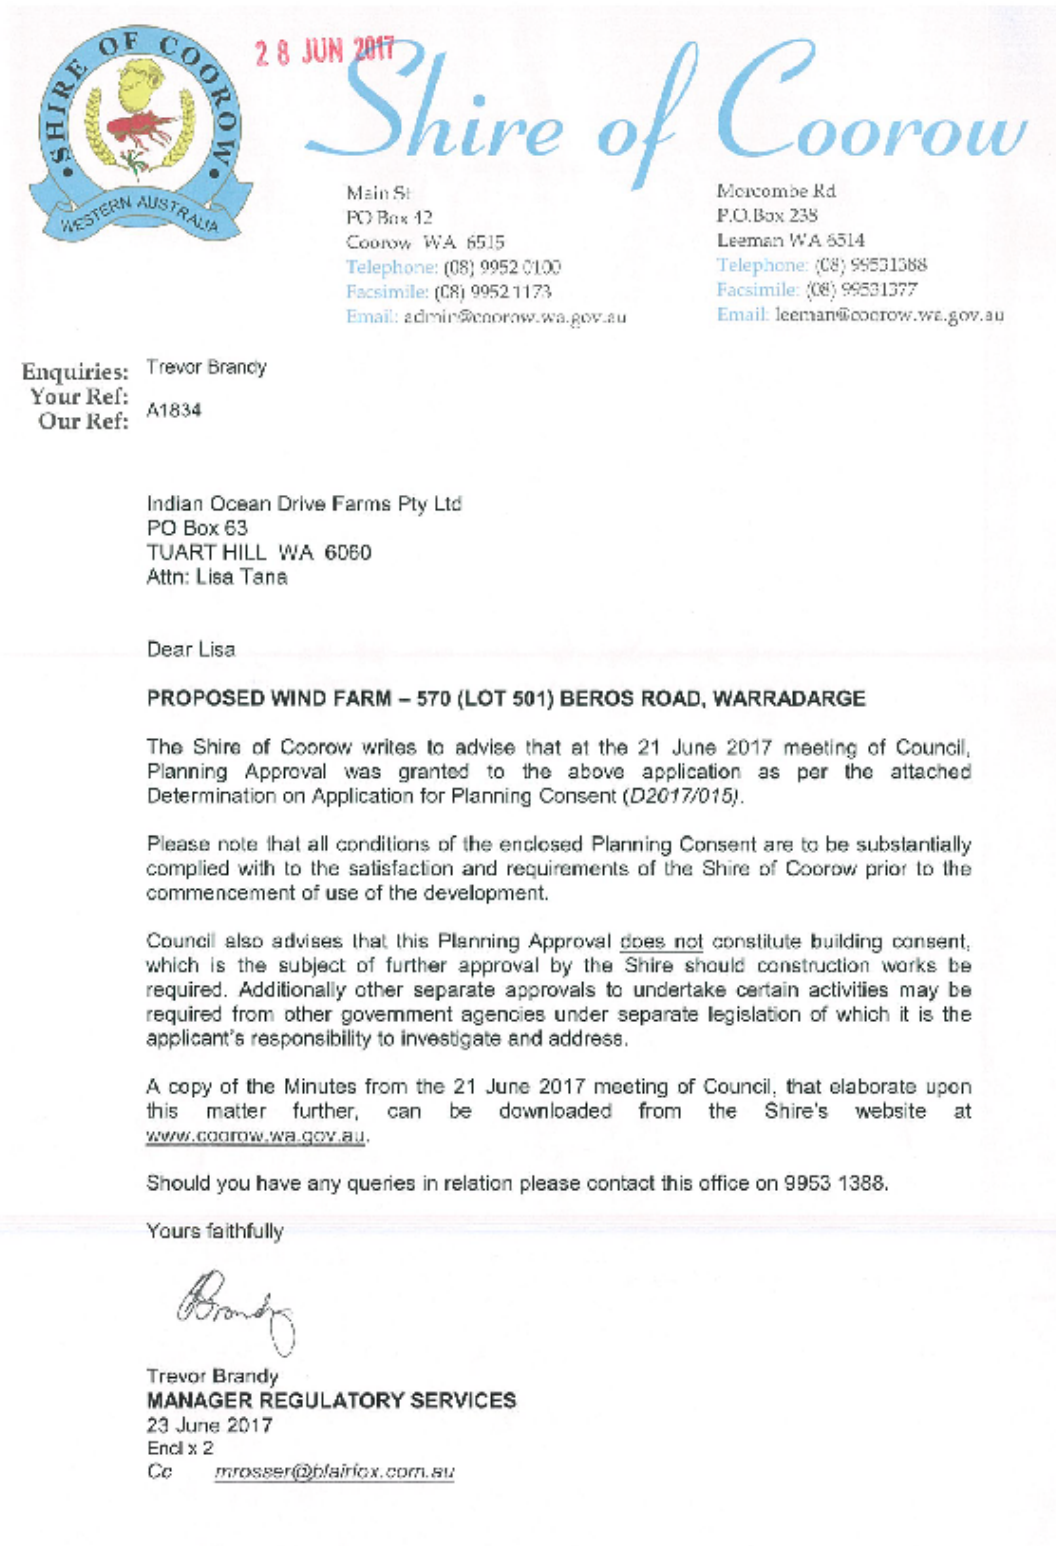 SHIRE OF COOROW
WESTERN AUSTRALIA
28 JUN 2017
Shire of Coorow
Main St
PO Box 42
Coorow WA 6515
Telephone: (08) 9952 0100
Facsimile: (08) 9952 1173
Email: admin@coorow.wa.gov.au
Morcombe Rd
P.O.Box 238
Leeman WA 6514
Telephone: (08) 99531388
Facsimile: (08) 99531377
Email: leeman@coorow.wa.gov.au
Enquiries: Trevor Brandy
Your Ref:
Our Ref: A1834
Indian Ocean Drive Farms Pty Ltd
PO Box 63
TUART HILL WA 6060
Attn: Lisa Tana
Dear Lisa
PROPOSED WIND FARM – 570 (LOT 501) BEROS ROAD, WARRADARGE
The Shire of Coorow writes to advise that at the 21 June 2017 meeting of Council,
Planning Approval was granted to the above application as per the attached
Determination on Application for Planning Consent (D2017/015).
Please note that all conditions of the enclosed Planning Consent are to be substantially
complied with to the satisfaction and requirements of the Shire of Coorow prior to the
commencement of use of the development.
Council also advises that this Planning Approval does not constitute building consent,
which is the subject of further approval by the Shire should construction works be
required. Additionally other separate approvals to undertake certain activities may be
required from other government agencies under separate legislation of which it is the
applicant's responsibility to investigate and address.
A copy of the Minutes from the 21 June 2017 meeting of Council, that elaborate upon
this matter further, can be downloaded from the Shire's website at
www.coorow.wa.gov.au.
Should you have any queries in relation please contact this office on 9953 1388.
Yours faithfully
Brandy
Trevor Brandy
MANAGER REGULATORY SERVICES
23 June 2017
Encl x 2
Cc mrosser@blairfox.com.au